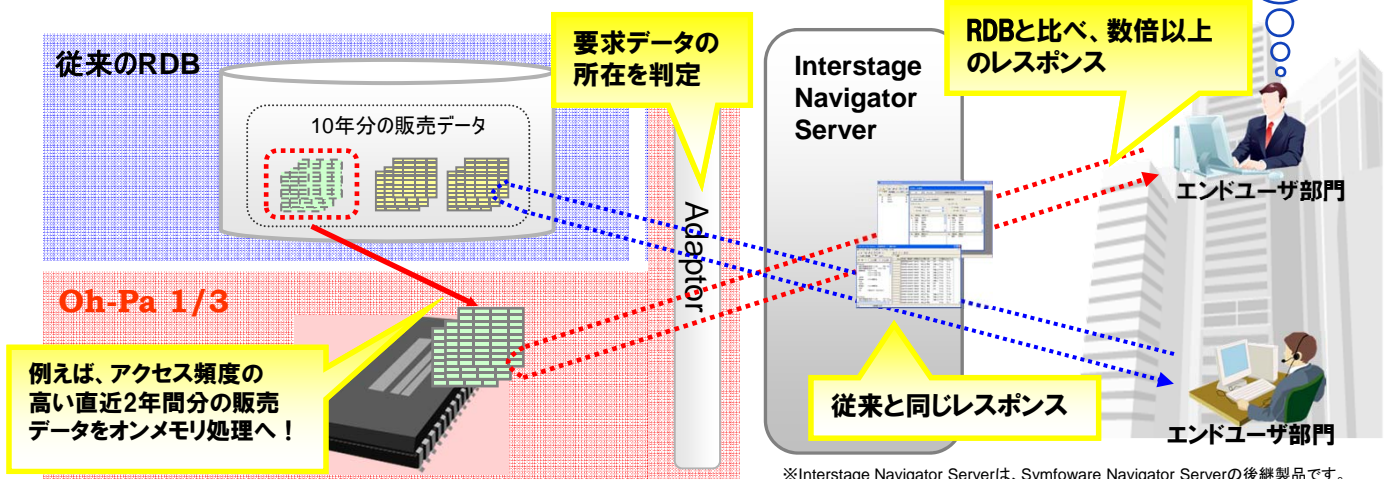 従来のRDB
10年分の販売データ
要求データの
所在を判定
Interstage
Navigator
Server
RDBと比べ、数倍以上
のレスポンス
エンドユーザ部門
Adaptor
Oh-Pa 1/3
例えば、アクセス頻度の
高い直近2年間分の販売
データをオンメモリ処理へ！
従来と同じレスポンス
エンドユーザ部門
※Interstage Navigator Serverは、Symfoware Navigator Serverの後継製品です。